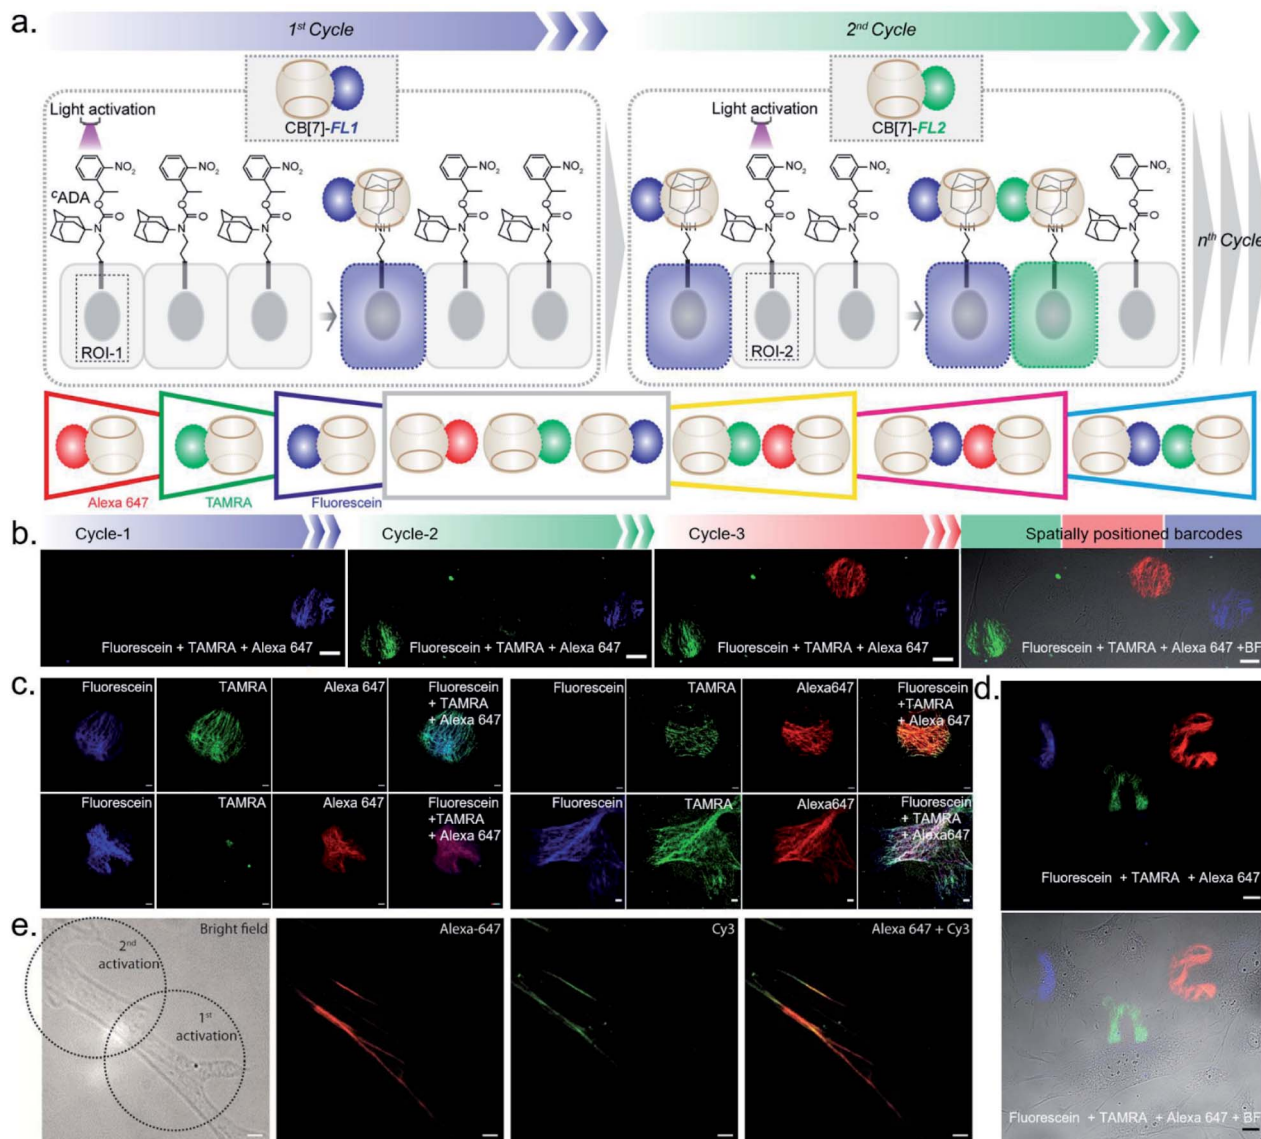 a.
1st Cycle
2nd Cycle
Light activation
CB[7]-FL1
Light activation
CB[7]-FL2
NO2
NO2
NO2
NO2
NO2
NO2
NO2
NO2
cADA
O
O
N
O
O
N
O
O
N
NH
O
O
N
O
O
N
NH
O
O
N
O
O
N
NH
NH
O
O
N
nth Cycle
ROI-1
ROI-2
Alexa 647
TAMRA
Fluorescein
b.
Cycle-1
Cycle-2
Cycle-3
Spatially positioned barcodes
Fluorescein + TAMRA + Alexa 647
Fluorescein + TAMRA + Alexa 647
Fluorescein + TAMRA + Alexa 647
Fluorescein + TAMRA + Alexa 647 +BF
c.
Fluorescein
TAMRA
Alexa 647
Fluorescein
+ TAMRA
+ Alexa 647
Fluorescein
TAMRA
Alexa647
Fluorescein
+TAMRA
+ Alexa 647
Fluorescein
TAMRA
Alexa 647
Fluorescein
+TAMRA
+ Alexa 647
Fluorescein
TAMRA
Alexa647
Fluorescein
+ TAMRA
+ Alexa647
d.
Fluorescein + TAMRA + Alexa 647
Fluorescein + TAMRA + Alexa 647 + BF
e.
Bright field
2nd
activation
1st
activation
Alexa-647
Cy3
Alexa 647 + Cy3